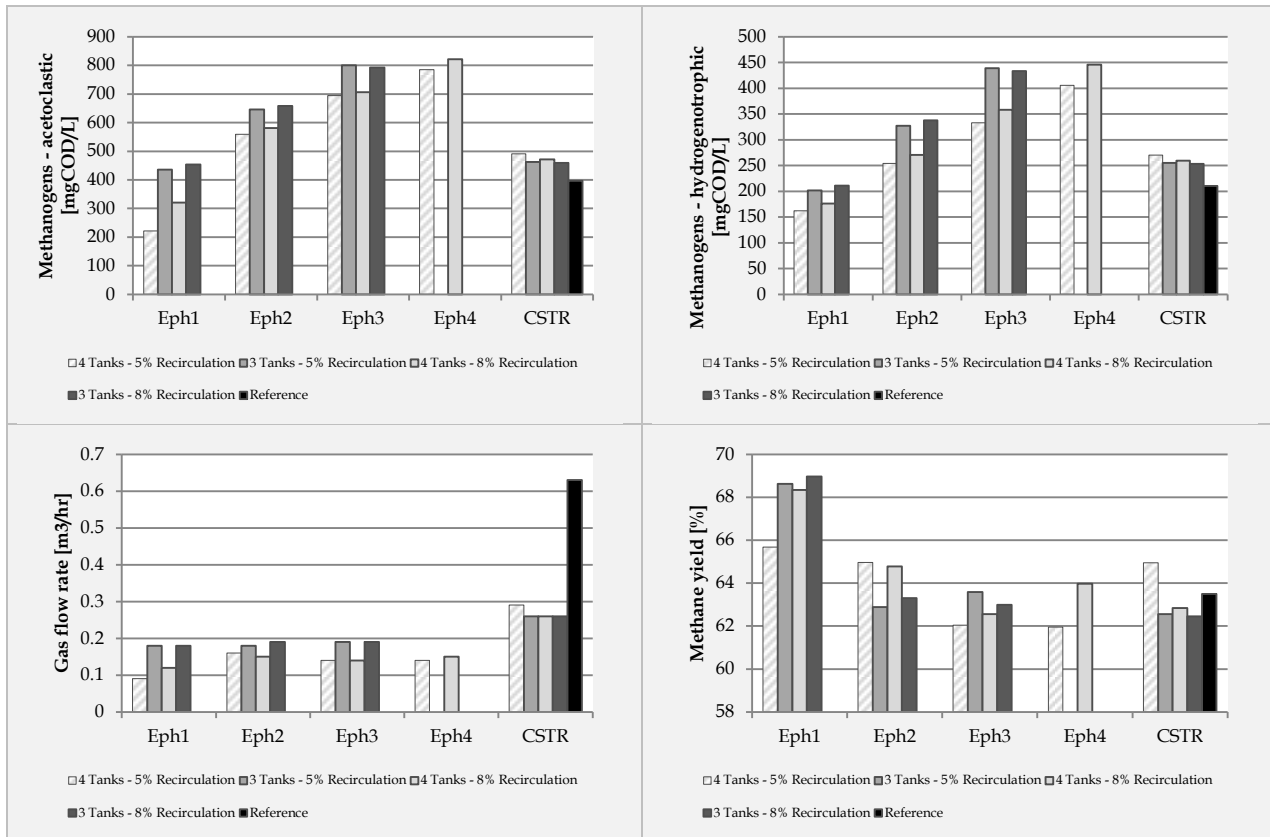 Methanogens - acetoclastic
[mgCOD/L]
900
800
700
600
500
400
300
200
100
0
Eph1 Eph2 Eph3 Eph4 CSTR
4 Tanks - 5% Recirculation 3 Tanks - 5% Recirculation 4 Tanks - 8% Recirculation
3 Tanks - 8% Recirculation Reference
Methanogens - hydrogenotrophic
[mgCOD/L]
500
450
400
350
300
250
200
150
100
50
0
Eph1 Eph2 Eph3 Eph4 CSTR
4 Tanks - 5% Recirculation 3 Tanks - 5% Recirculation 4 Tanks - 8% Recirculation
3 Tanks - 8% Recirculation Reference
Gas flow rate [m3/hr]
0.7
0.6
0.5
0.4
0.3
0.2
0.1
0
Eph1 Eph2 Eph3 Eph4 CSTR
4 Tanks - 5% Recirculation 3 Tanks - 5% Recirculation 4 Tanks - 8% Recirculation
3 Tanks - 8% Recirculation Reference
Methane yield [%]
70
68
66
64
62
60
58
Eph1 Eph2 Eph3 Eph4 CSTR
4 Tanks - 5% Recirculation 3 Tanks - 5% Recirculation 4 Tanks - 8% Recirculation
3 Tanks - 8% Recirculation Reference